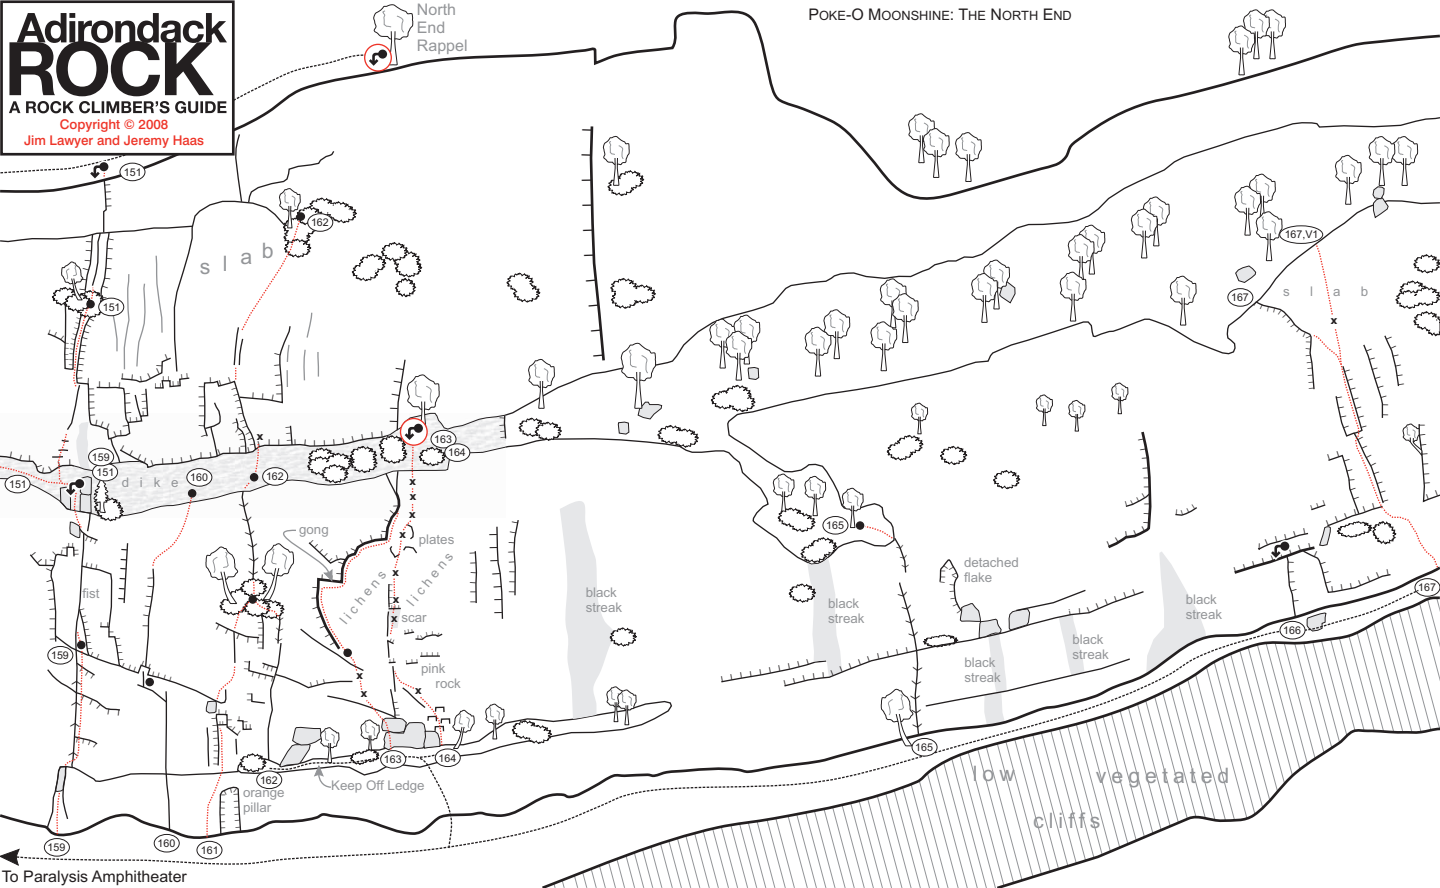 Adirondack
ROCK
A ROCK CLIMBER'S GUIDE
Copyright © 2008
Jim Lawyer and Jeremy Haas
North
End
Rappel
POKE-O MOONSHINE: THE NORTH END
151
162
slab
151
167,V1
167
slab
x
163
164
x
159
151
151
dike
160
162
x
x
165
gong
plates
x
x
detached
flake
fist
lichens
lichens
black
streak
black
streak
black
streak
x
scar
x
black
streak
167
166
159
pink
rock
x
x
x
black
streak
165
163
164
162
Keep Off Ledge
orange
pillar
low vegetated
cliffs
159
160
161
To Paralysis Amphitheater